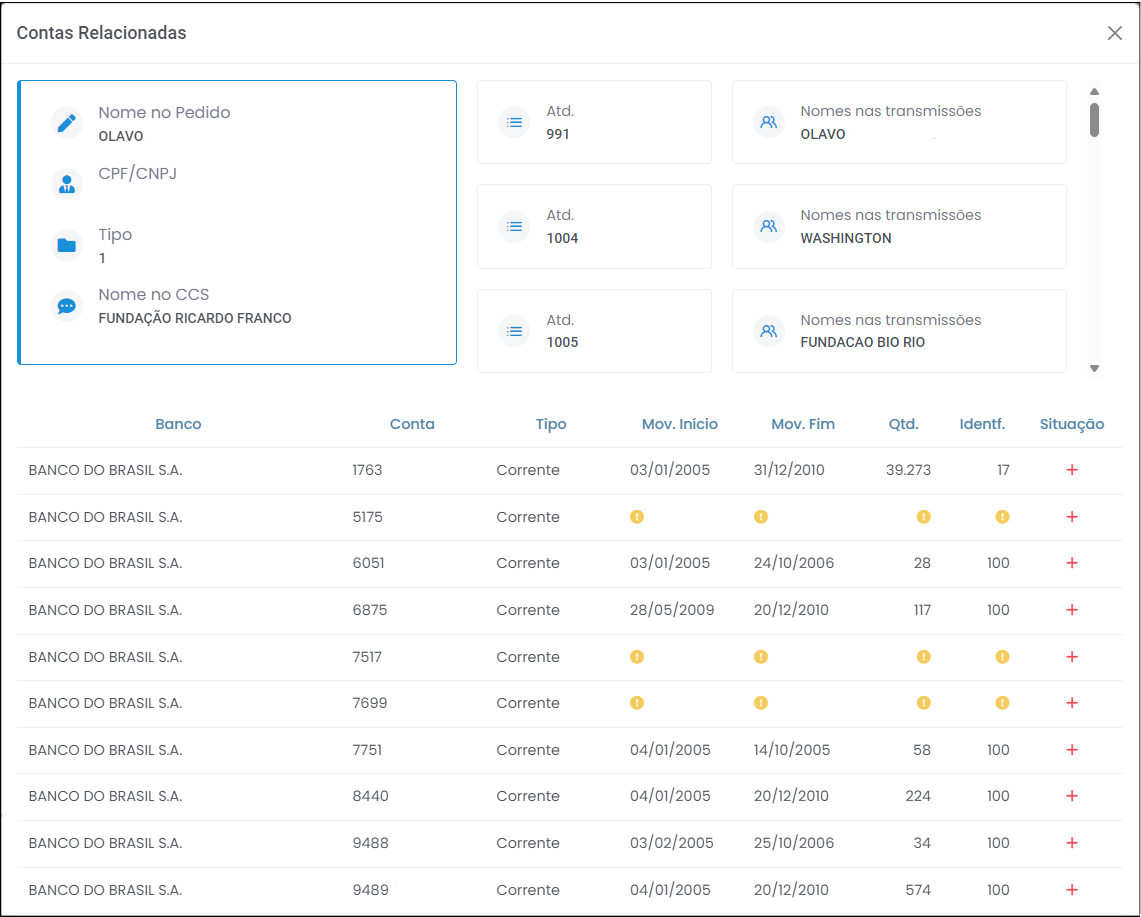 Contas Relacionadas
Nome no Pedido
OLAVO
CPF/CNPJ
Tipo
1
Nome no CCS
FUNDAÇÃO RICARDO FRANCO
Atd.
991
Nomes nas transmissões
OLAVO
Atd.
1004
Nomes nas transmissões
WASHINGTON
Atd.
1005
Nomes nas transmissões
FUNDACAO BIO RIO
Banco Conta Tipo Mov. Início Mov. Fim Qtd. Identf. Situação
BANCO DO BRASIL S.A. 1763 Corrente 03/01/2005 31/12/2010 39.273 17 +
BANCO DO BRASIL S.A. 5175 Corrente ! ! ! ! +
BANCO DO BRASIL S.A. 6051 Corrente 03/01/2005 24/10/2006 28 100 +
BANCO DO BRASIL S.A. 6875 Corrente 28/05/2009 20/12/2010 117 100 +
BANCO DO BRASIL S.A. 7517 Corrente ! ! ! ! +
BANCO DO BRASIL S.A. 7699 Corrente ! ! ! ! +
BANCO DO BRASIL S.A. 7751 Corrente 04/01/2005 14/10/2005 58 100 +
BANCO DO BRASIL S.A. 8440 Corrente 04/01/2005 20/12/2010 224 100 +
BANCO DO BRASIL S.A. 9488 Corrente 03/02/2005 25/10/2006 34 100 +
BANCO DO BRASIL S.A. 9489 Corrente 04/01/2005 20/12/2010 574 100 +